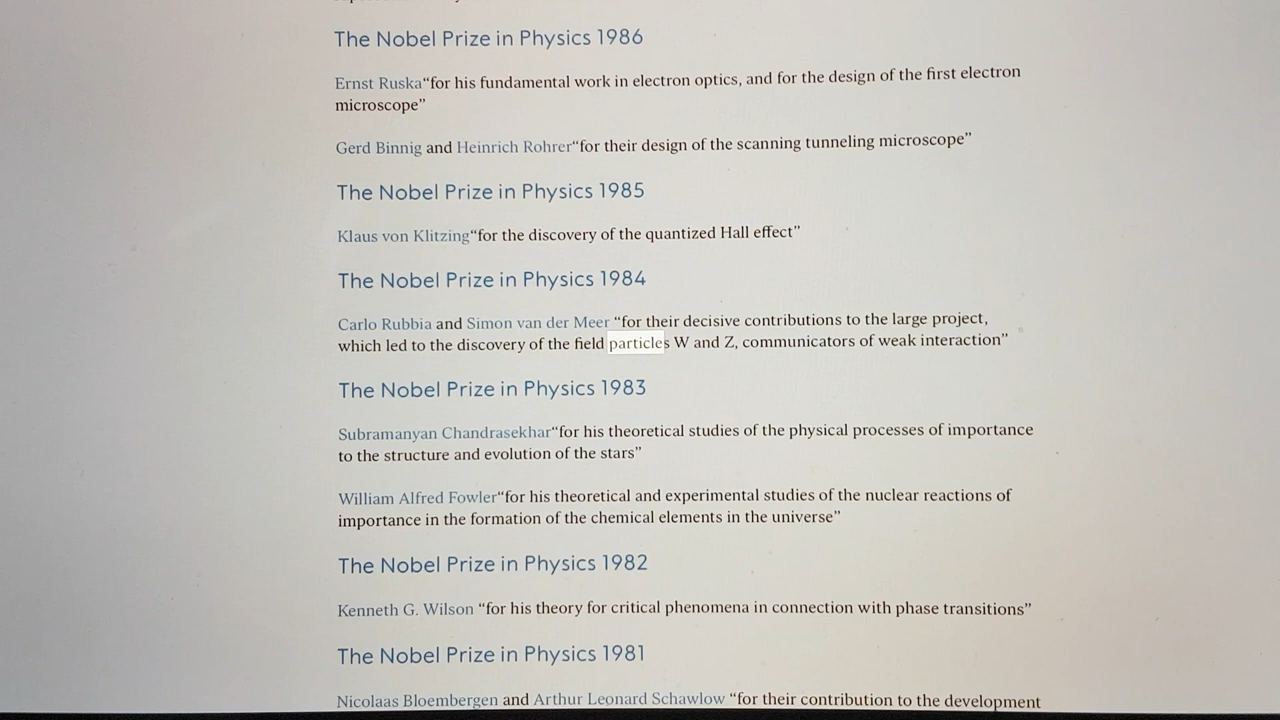 The Nobel Prize in Physics 1986
Ernst Ruska“for his fundamental work in electron optics, and for the design of the first electron
microscope”
Gerd Binnig and Heinrich Rohrer“for their design of the scanning tunneling microscope”
The Nobel Prize in Physics 1985
Klaus von Klitzing“for the discovery of the quantized Hall effect”
The Nobel Prize in Physics 1984
Carlo Rubbia and Simon van der Meer “for their decisive contributions to the large project,
which led to the discovery of the field particles W and Z, communicators of weak interaction”
The Nobel Prize in Physics 1983
Subramanyan Chandrasekhar“for his theoretical studies of the physical processes of importance
to the structure and evolution of the stars”
William Alfred Fowler“for his theoretical and experimental studies of the nuclear reactions of
importance in the formation of the chemical elements in the universe”
The Nobel Prize in Physics 1982
Kenneth G. Wilson “for his theory for critical phenomena in connection with phase transitions”
The Nobel Prize in Physics 1981
Nicolaas Bloembergen and Arthur Leonard Schawlow “for their contribution to the development